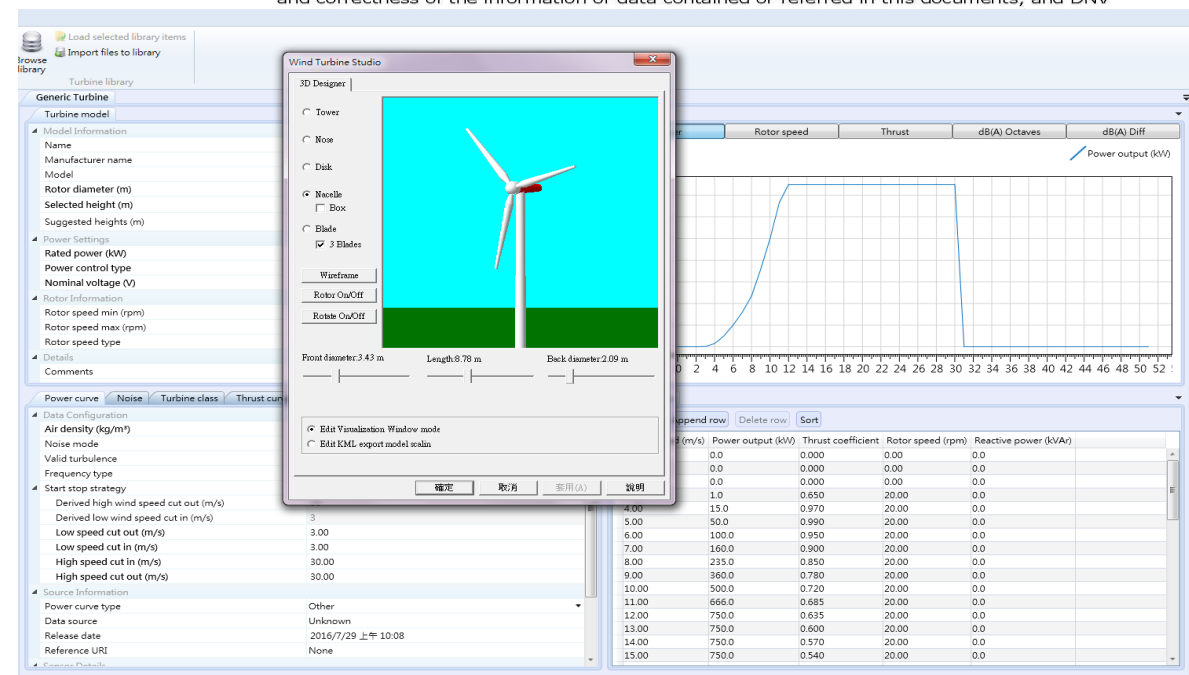 and correctness of the information or data contained or referred in this documents, and DNV
Load selected library items
Browse library
Import files to library
Turbine library
Generic Turbine
Turbine model
Model Information
Name
Manufacturer name
Model
Rotor diameter (m)
Selected height (m)
Suggested heights (m)
Power Settings
Rated power (kW)
Power control type
Nominal voltage (V)
Rotor Information
Rotor speed min (rpm)
Rotor speed max (rpm)
Rotor speed type
Details
Comments
Wind Turbine Studio
3D Designer
Tower
Nose
Disk
Nacelle
Box
Blade
3 Blades
Wireframe
Rotor On/Off
Rotate On/Off
Front diameter:3.43 m Length:8.78 m Back diameter:2.09 m
Edit Visualization Window mode
Edit KML export model scalin
確定 取消 套用(A) 說明
Rotor speed Thrust dB(A) Octaves dB(A) Diff
Power output (kW)
0 2 4 6 8 10 12 14 16 18 20 22 24 26 28 30 32 34 36 38 40 42 44 46 48 50 52
Power curve Noise Turbine class Thrust cur
Data Configuration
Air density (kg/m³)
Noise mode
Valid turbulence
Frequency type
Start stop strategy
Derived high wind speed cut out (m/s)
Derived low wind speed cut in (m/s) 3
Low speed cut out (m/s) 3.00
Low speed cut in (m/s) 3.00
High speed cut in (m/s) 30.00
High speed cut out (m/s) 30.00
Source Information
Power curve type Other
Data source Unknown
Release date 2016/7/29 上午 10:08
Reference URI None
Sensor Details
Append row Delete row Sort
(m/s) Power output (kW) Thrust coefficient Rotor speed (rpm) Reactive power (kVAr)
0.0 0.000 0.00 0.0
0.0 0.000 0.00 0.0
0.0 0.000 0.00 0.0
1.0 0.650 20.00 0.0
4.00 15.0 0.970 20.00 0.0
5.00 50.0 0.990 20.00 0.0
6.00 100.0 0.950 20.00 0.0
7.00 160.0 0.900 20.00 0.0
8.00 235.0 0.850 20.00 0.0
9.00 360.0 0.780 20.00 0.0
10.00 500.0 0.720 20.00 0.0
11.00 666.0 0.685 20.00 0.0
12.00 750.0 0.635 20.00 0.0
13.00 750.0 0.600 20.00 0.0
14.00 750.0 0.570 20.00 0.0
15.00 750.0 0.540 20.00 0.0